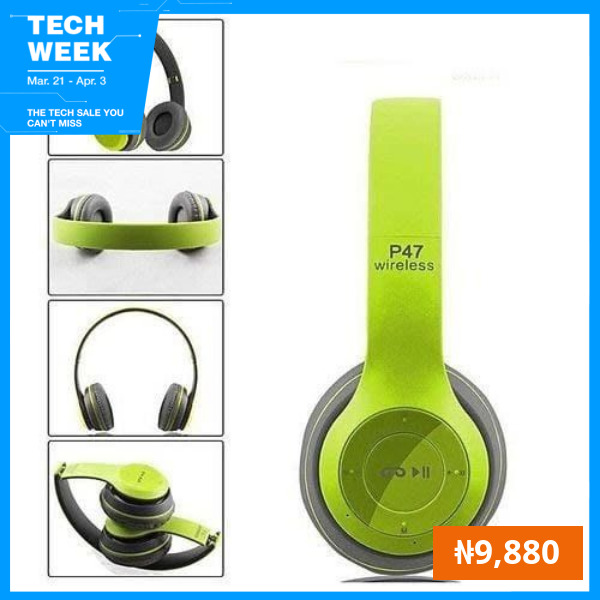 TECH
WEEK
Mar. 21 - Apr. 3
THE TECH SALE YOU
CAN'T MISS
P47
wireless
₦9,880